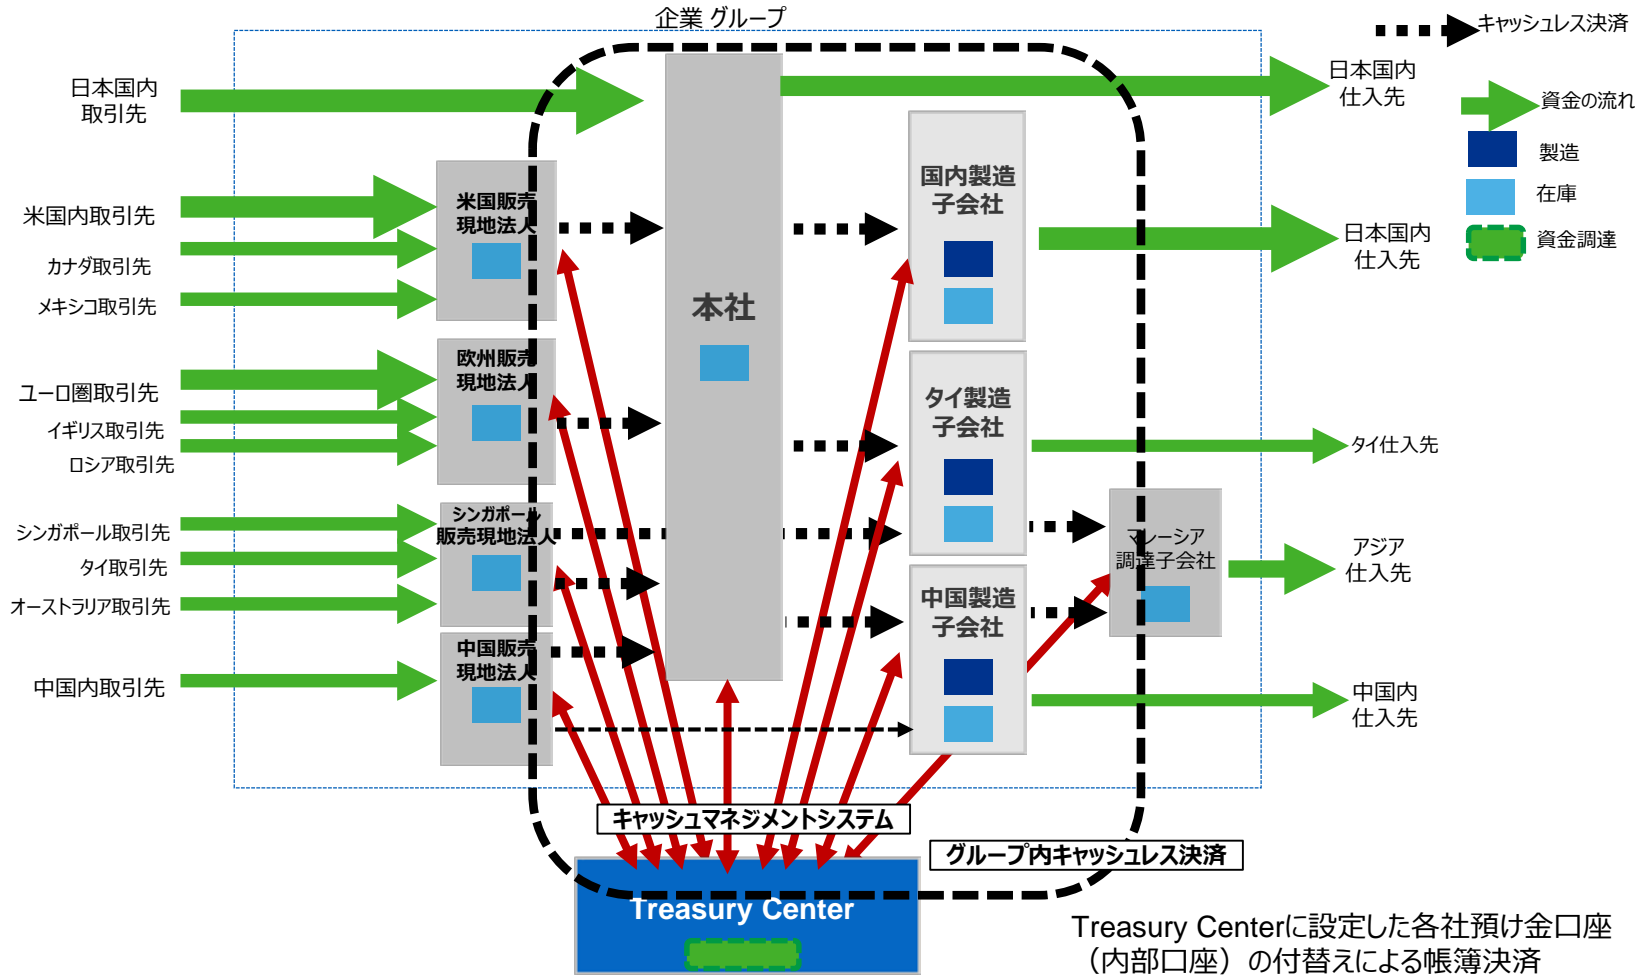 企業 グループ
キャッシュレス決済
資金の流れ
製造
在庫
資金調達
日本国内
取引先
米国内取引先
カナダ取引先
メキシコ取引先
ユーロ圏取引先
イギリス取引先
ロシア取引先
シンガポール取引先
タイ取引先
オーストラリア取引先
中国内取引先
米国販売
現地法人
欧州販売
現地法人
シンガポール
販売現地法人
中国販売
現地法人
本社
国内製造
子会社
タイ製造
子会社
中国製造
子会社
マレーシア
調達子会社
日本国内
仕入先
日本国内
仕入先
タイ仕入先
アジア
仕入先
中国内
仕入先
キャッシュマネジメントシステム
グループ内キャッシュレス決済
Treasury Center
Treasury Centerに設定した各社預け金口座
（内部口座）の付替えによる帳簿決済